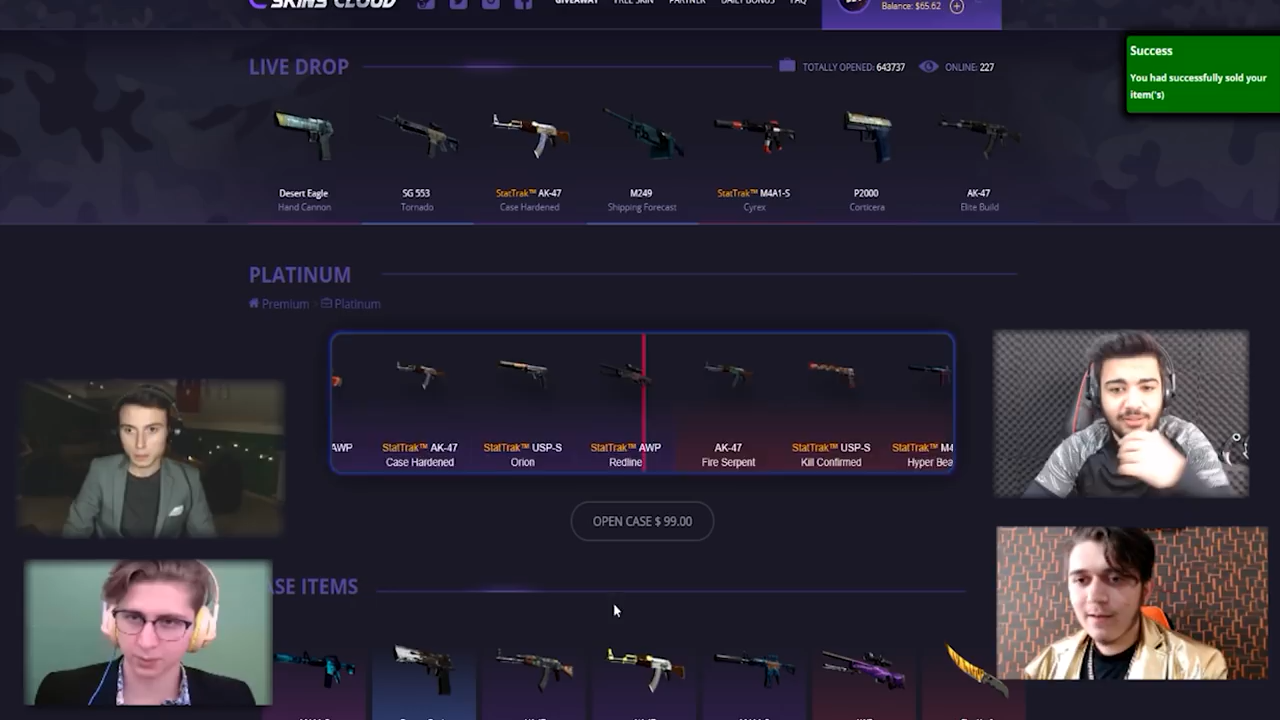 SKINS CLOUD
GIVEAWAY FREE SKIN PARTNER DAILY BONUS FAQ
Balance: $65.62
Success
You had successfully sold your
item('s)
LIVE DROP
TOTALLY OPENED: 643737 ONLINE: 227
Desert Eagle
Hand Cannon
SG 553
Tornado
StatTrak™ AK-47
Case Hardened
M249
Shipping Forecast
StatTrak™ M4A1-S
Cyrex
P2000
Corticera
AK-47
Elite Build
PLATINUM
Premium Platinum
AWP
StatTrak™ AK-47
Case Hardened
StatTrak™ USP-S
Orion
StatTrak™ AWP
Redline
AK-47
Fire Serpent
StatTrak™ USP-S
Kill Confirmed
StatTrak™ M4
Hyper Bea
OPEN CASE $ 99.00
ASE ITEMS